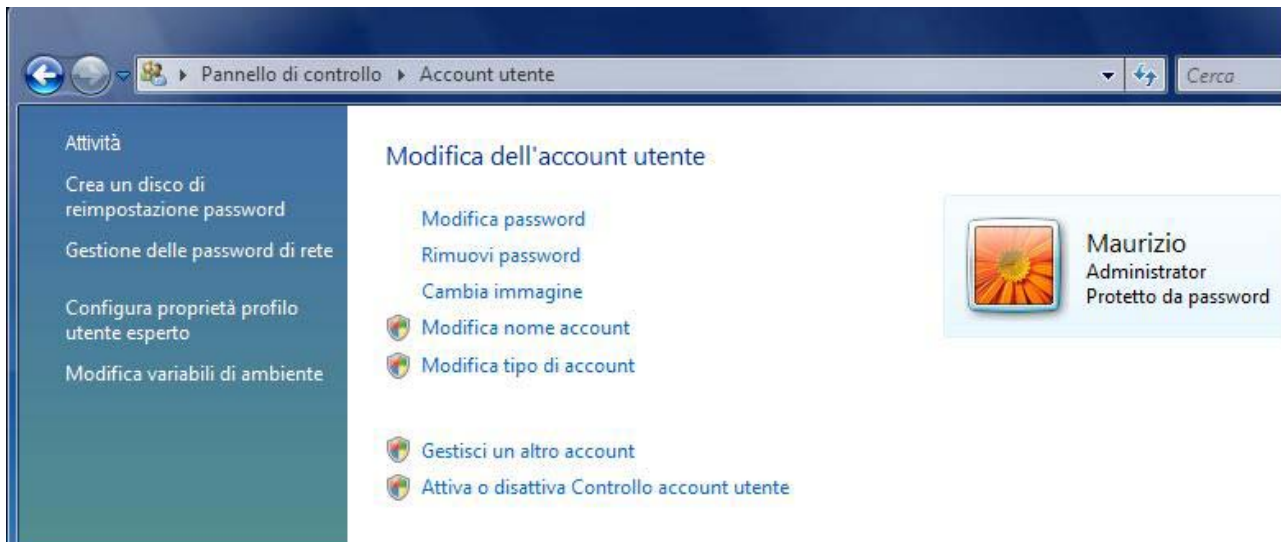 Pannello di controllo
Account utente
Cerca
Attività
Crea un disco di
reimpostazione password
Gestione delle password di rete
Configura proprietà profilo
utente esperto
Modifica variabili di ambiente
Modifica dell'account utente
Modifica password
Rimuovi password
Cambia immagine
Modifica nome account
Modifica tipo di account
Gestisci un altro account
Attiva o disattiva Controllo account utente
Maurizio
Administrator
Protetto da password